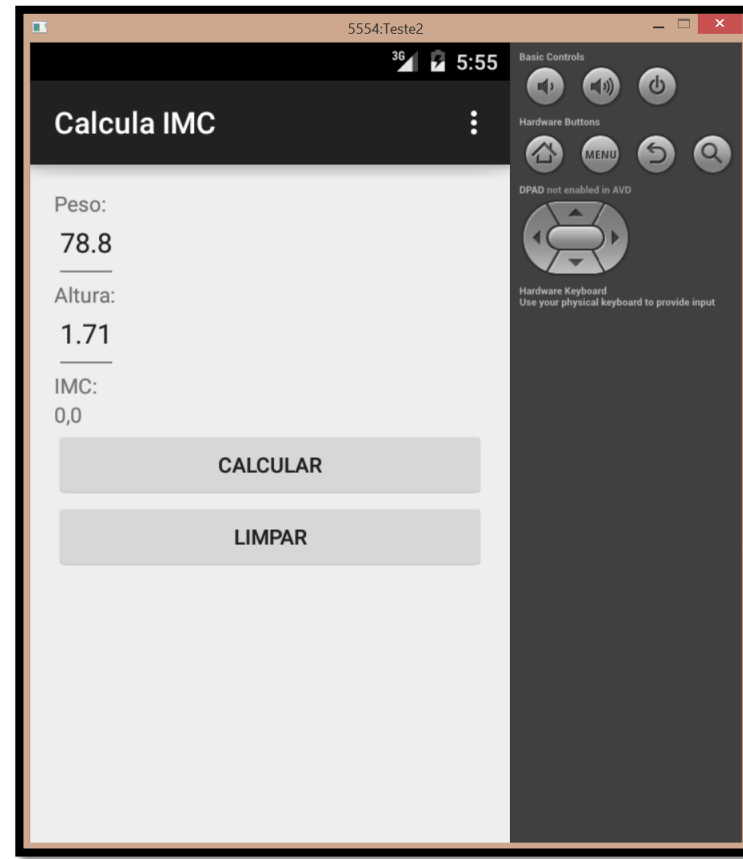 5554:Teste2
3G 5:55
Calcula IMC
Peso:
78.8
Altura:
1.71
IMC:
0,0
CALCULAR
LIMPAR
Basic Controls
Hardware Buttons
MENU
DPAD not enabled in AVD
Hardware Keyboard
Use your physical keyboard to provide input